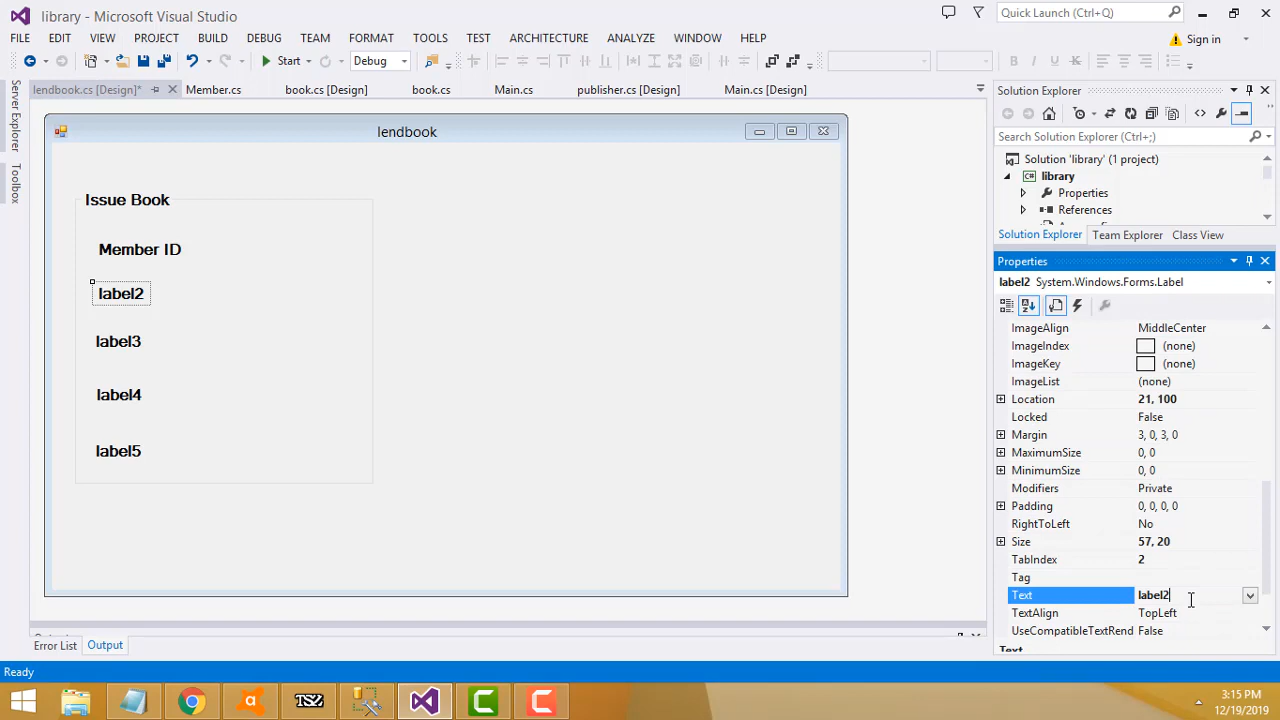 library - Microsoft Visual Studio
Quick Launch (Ctrl+Q)
FILE EDIT VIEW PROJECT BUILD DEBUG TEAM FORMAT TOOLS TEST ARCHITECTURE ANALYZE WINDOW HELP
Sign in
Start Debug
lendbook.cs [Design]* Member.cs book.cs [Design] book.cs Main.cs publisher.cs [Design] Main.cs [Design]
Server Explorer
Toolbox
lendbook
Issue Book
Member ID
label2
label3
label4
label5
Solution Explorer
Search Solution Explorer (Ctrl+;)
Solution 'library' (1 project)
C# library
Properties
References
Solution Explorer Team Explorer Class View
Properties
label2 System.Windows.Forms.Label
ImageAlign MiddleCenter
ImageIndex (none)
ImageKey (none)
ImageList (none)
Location 21, 100
Locked False
Margin 3, 0, 3, 0
MaximumSize 0, 0
MinimumSize 0, 0
Modifiers Private
Padding 0, 0, 0, 0
RightToLeft No
Size 57, 20
TabIndex 2
Tag
Text label2
TextAlign TopLeft
UseCompatibleTextRend False
Text
Error List Output
Ready
TSZ
3:15 PM
12/19/2019